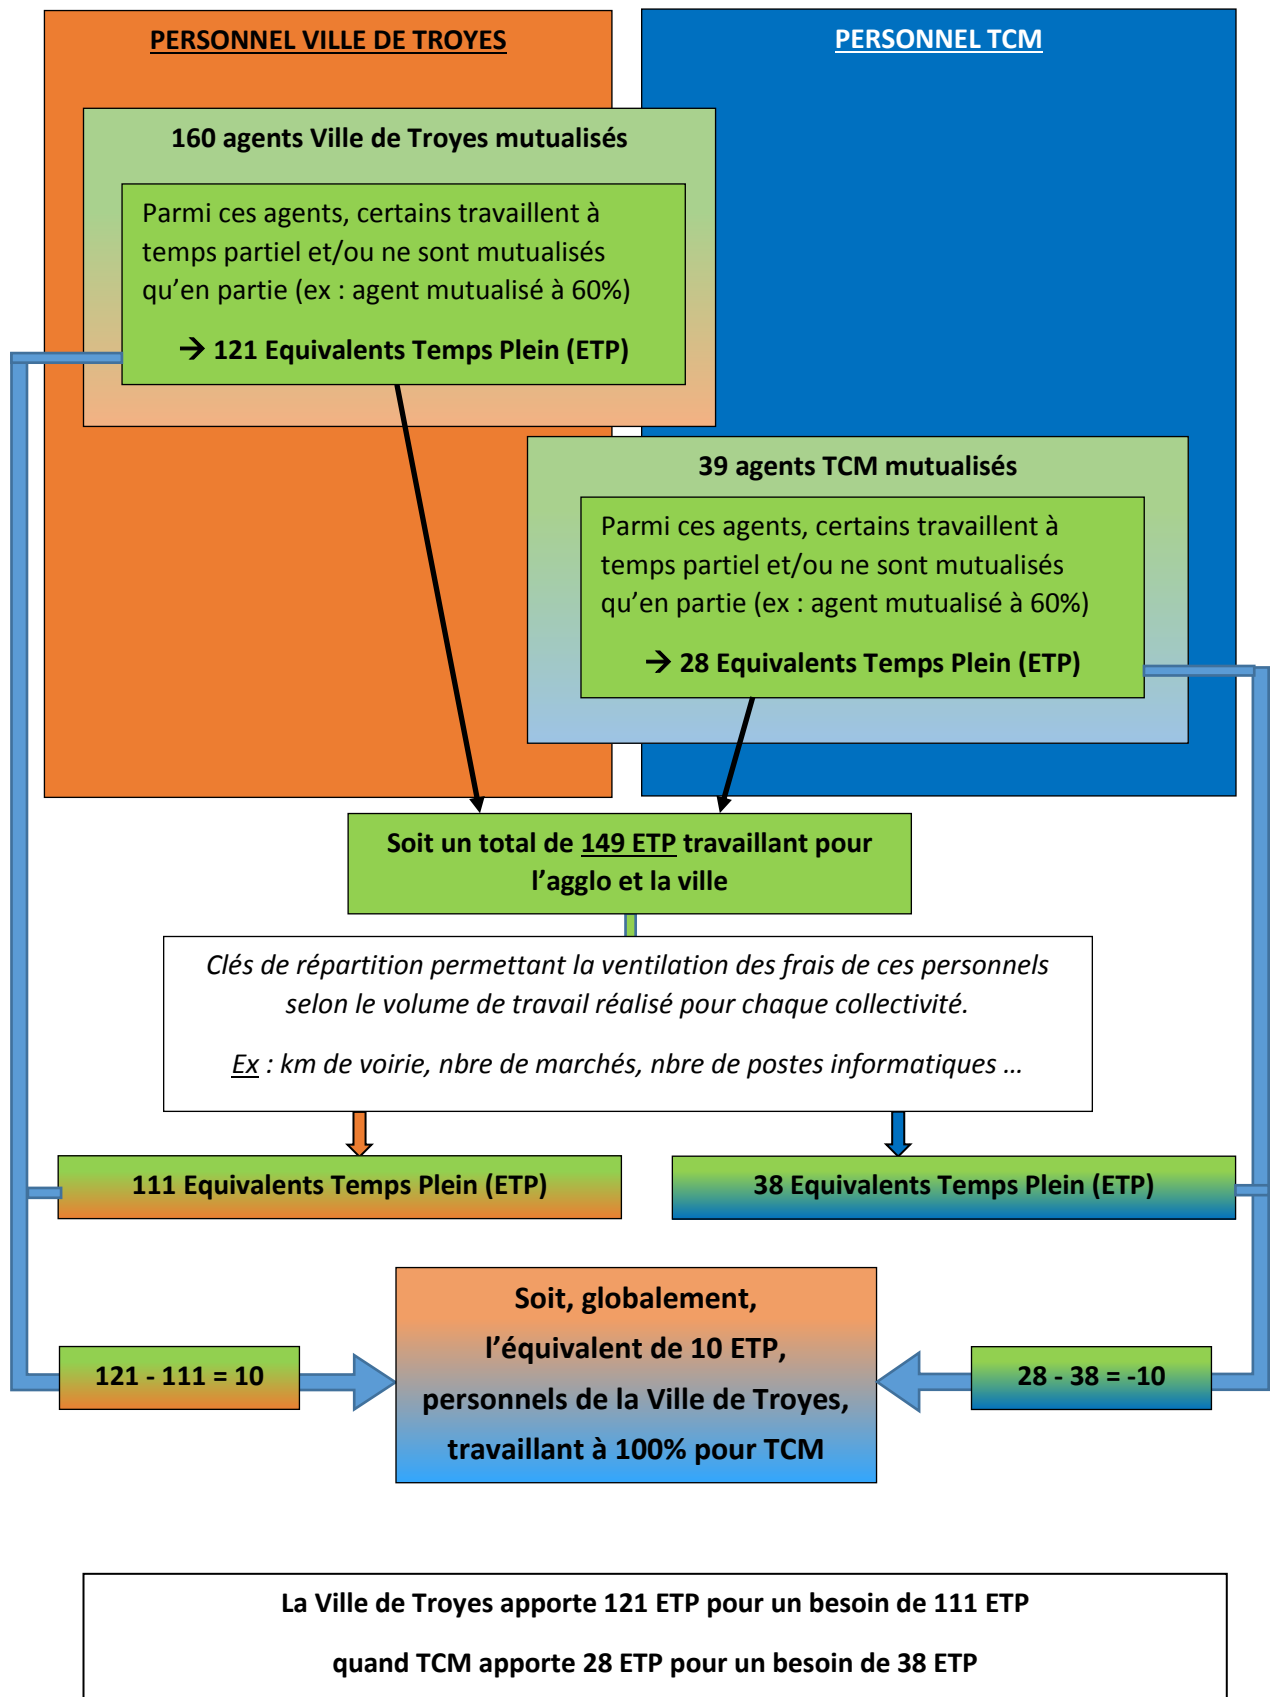 PERSONNEL VILLE DE TROYES
PERSONNEL TCM
160 agents Ville de Troyes mutualisés
Parmi ces agents, certains travaillent à
temps partiel et/ou ne sont mutualisés
qu’en partie (ex : agent mutualisé à 60%)
→ 121 Equivalents Temps Plein (ETP)
39 agents TCM mutualisés
Parmi ces agents, certains travaillent à
temps partiel et/ou ne sont mutualisés
qu’en partie (ex : agent mutualisé à 60%)
→ 28 Equivalents Temps Plein (ETP)
Soit un total de 149 ETP travaillant pour
l’agglo et la ville
Clés de répartition permettant la ventilation des frais de ces personnels
selon le volume de travail réalisé pour chaque collectivité.
Ex : km de voirie, nbre de marchés, nbre de postes informatiques …
111 Equivalents Temps Plein (ETP)
38 Equivalents Temps Plein (ETP)
Soit, globalement,
l’équivalent de 10 ETP,
personnels de la Ville de Troyes,
travaillant à 100% pour TCM
121 - 111 = 10
28 - 38 = -10
La Ville de Troyes apporte 121 ETP pour un besoin de 111 ETP
quand TCM apporte 28 ETP pour un besoin de 38 ETP